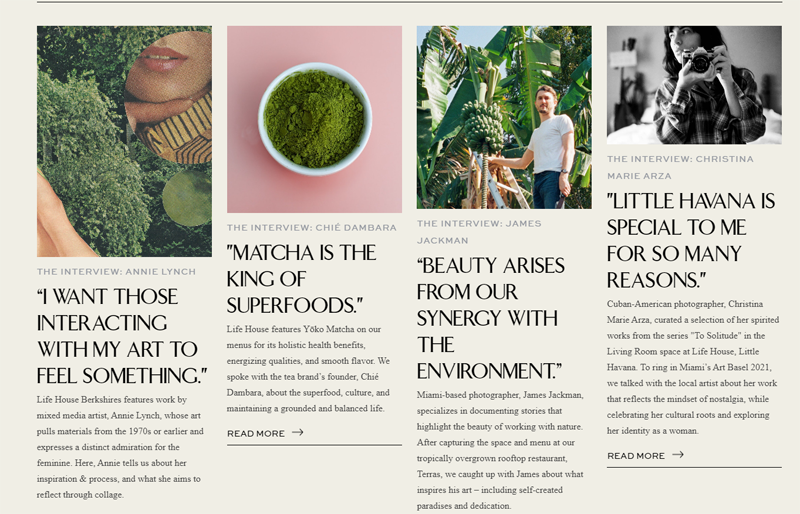 THE INTERVIEW: ANNIE LYNCH
“I WANT THOSE
INTERACTING
WITH MY ART TO
FEEL SOMETHING.”
Life House Berkshires features work by
mixed media artist, Annie Lynch, whose art
pulls materials from the 1970s or earlier and
expresses a distinct admiration for the
feminine. Here, Annie tells us about her
inspiration & process, and what she aims to
reflect through collage.
THE INTERVIEW: CHIÉ DAMBARA
"MATCHA IS THE
KING OF
SUPERFOODS."
Life House features Yōko Matcha on our
menus for its holistic health benefits,
energizing qualities, and smooth flavor. We
spoke with the tea brand’s founder, Chié
Dambara, about the superfood, culture, and
maintaining a grounded and balanced life.
READ MORE →
THE INTERVIEW: JAMES
JACKMAN
“BEAUTY ARISES
FROM OUR
SYNERGY WITH
THE
ENVIRONMENT.”
Miami-based photographer, James Jackman,
specializes in documenting stories that
highlight the beauty of working with nature.
After capturing the space and menu at our
tropically overgrown rooftop restaurant,
Terras, we caught up with James about what
inspires his art – including self-created
paradises and dedication.
THE INTERVIEW: CHRISTINA
MARIE ARZA
"LITTLE HAVANA IS
SPECIAL TO ME
FOR SO MANY
REASONS."
Cuban-American photographer, Christina
Marie Arza, curated a selection of her spirited
works from the series "To Solitude" in the
Living Room space at Life House, Little
Havana. To ring in Miami’s Art Basel 2021,
we talked with the local artist about her work
that reflects the mindset of nostalgia, while
celebrating her cultural roots and exploring
her identity as a woman.
READ MORE →